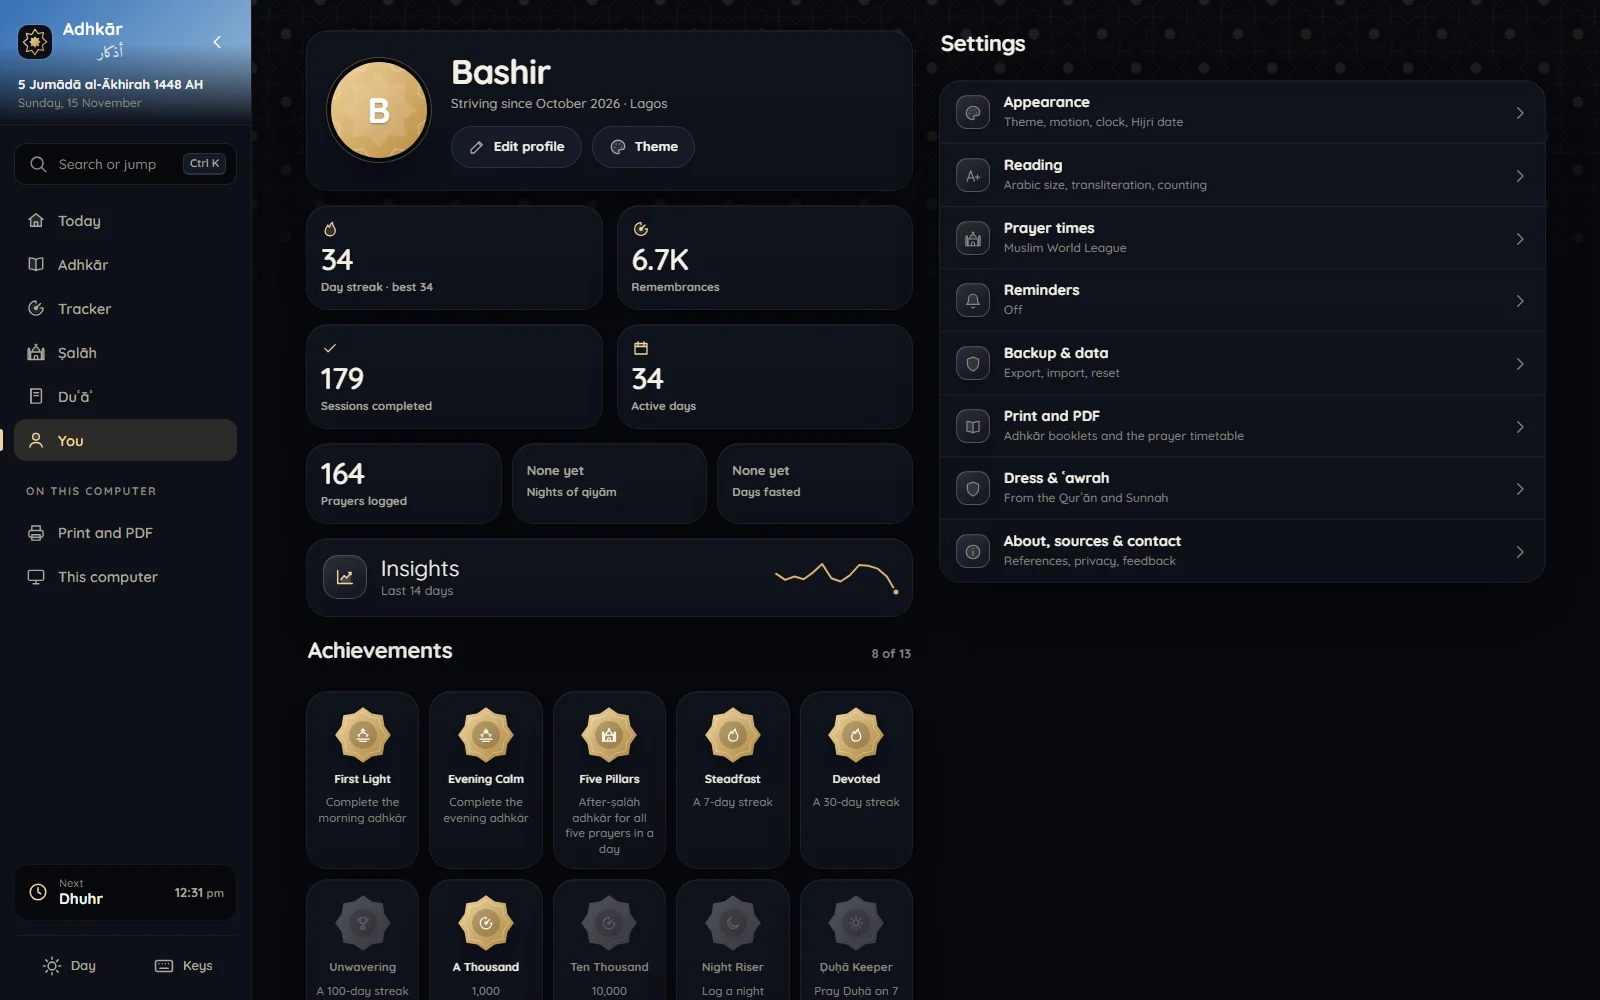 Adhkār
أذكار
5 Jumādā al-Ākhirah 1448 AH
Sunday, 15 November
Search or jump
Ctrl K
Today
Adhkār
Tracker
Ṣalāh
Duʿāʾ
You
ON THIS COMPUTER
Print and PDF
This computer
Next
Dhuhr
12:31 pm
Day
Keys
B
Bashir
Striving since October 2026 · Lagos
Edit profile
Theme
34
Day streak · best 34
6.7K
Remembrances
179
Sessions completed
34
Active days
164
Prayers logged
None yet
Nights of qiyām
None yet
Days fasted
Insights
Last 14 days
Achievements
8 of 13
First Light
Complete the
morning adhkār
Evening Calm
Complete the
evening adhkār
Five Pillars
After-ṣalāh
adhkār for all
five prayers in a
day
Steadfast
A 7-day streak
Devoted
A 30-day streak
Unwavering
A 100-day streak
A Thousand
1,000
Ten Thousand
10,000
Night Riser
Log a night
Ḍuḥā Keeper
Pray Ḍuḥā on 7
Settings
Appearance
Theme, motion, clock, Hijri date
A+
Reading
Arabic size, transliteration, counting
Prayer times
Muslim World League
Reminders
Off
Backup & data
Export, import, reset
Print and PDF
Adhkār booklets and the prayer timetable
Dress & ʿawrah
From the Qurʾān and Sunnah
About, sources & contact
References, privacy, feedback